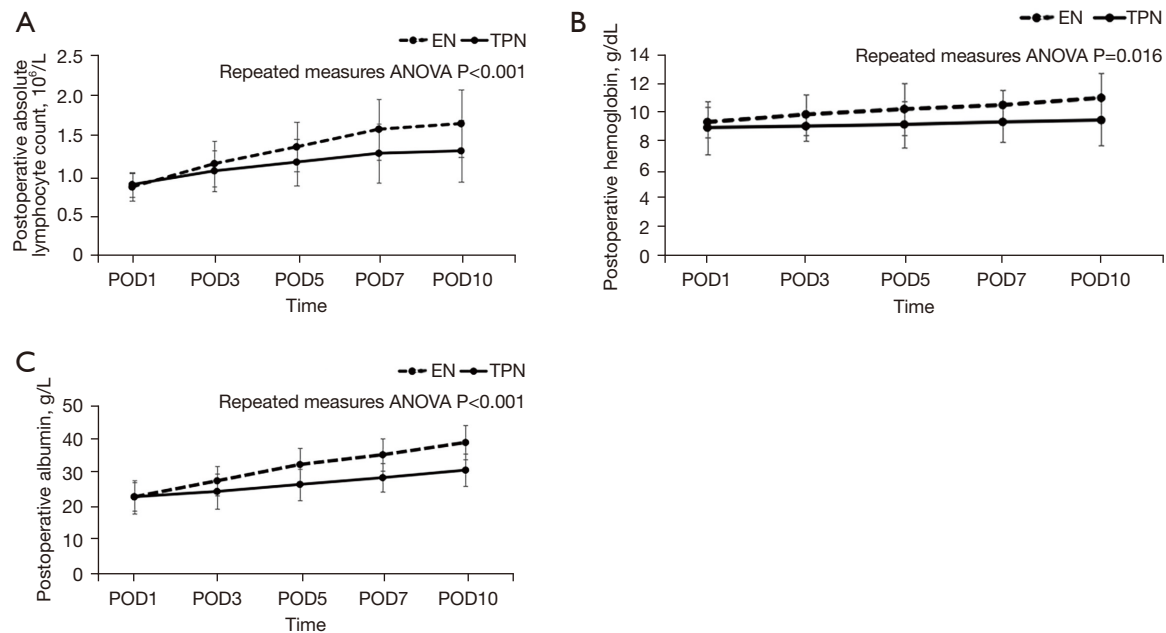 A
EN TPN
Repeated measures ANOVA P<0.001
Postoperative absolute
lymphocyte count, 10⁶/L
2.5
2.0
1.5
1.0
0.5
0
POD1 POD3 POD5 POD7 POD10
Time
B
EN TPN
Repeated measures ANOVA P=0.016
Postoperative hemoglobin, g/dL
14
12
10
8
6
4
2
0
POD1 POD3 POD5 POD7 POD10
Time
C
EN TPN
Repeated measures ANOVA P<0.001
Postoperative albumin, g/L
50
40
30
20
10
0
POD1 POD3 POD5 POD7 POD10
Time